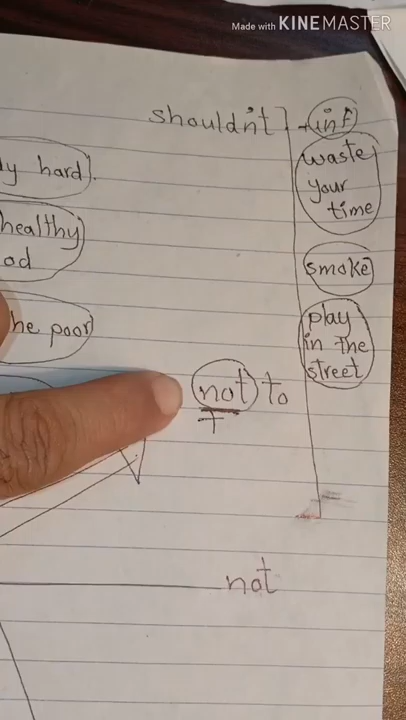 Made with KINEMASTER
shouldn't] + inf
waste
your
time
smoke
play
in the
street
y hard
healthy
od
he poor
not to
+
not